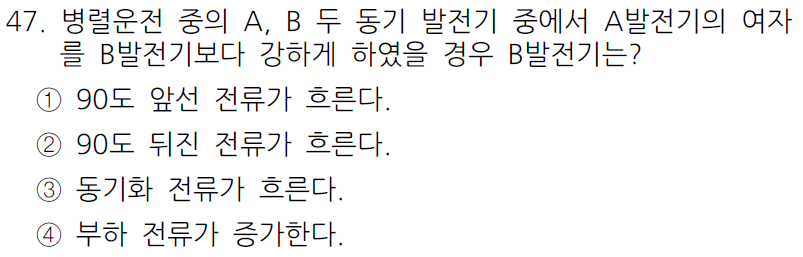 47. 병렬운전 중의 A, B 두 동기 발전기 중에서 A발전기의 여자
를 B발전기보다 강하게 하였을 경우 B발전기는?
① 90도 앞선 전류가 흐른다.
② 90도 뒤진 전류가 흐른다.
③ 동기화 전류가 흐른다.
④ 부하 전류가 증가한다.